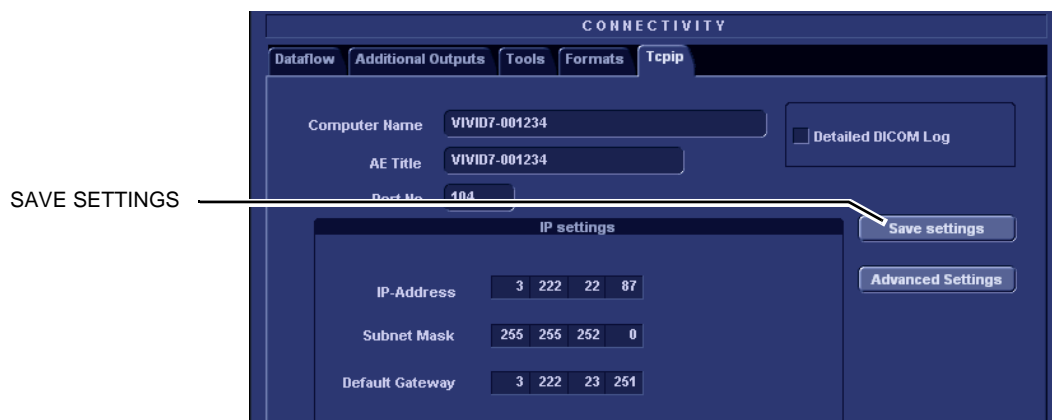 CONNECTIVITY
Dataflow Additional Outputs Tools Formats Tcpip
Computer Name VIVID7-001234
Detailed DICOM Log
AE Title VIVID7-001234
Port No 104
SAVE SETTINGS
IP settings
Save settings
IP-Address 3 222 22 87
Advanced Settings
Subnet Mask 255 255 252 0
Default Gateway 3 222 23 251